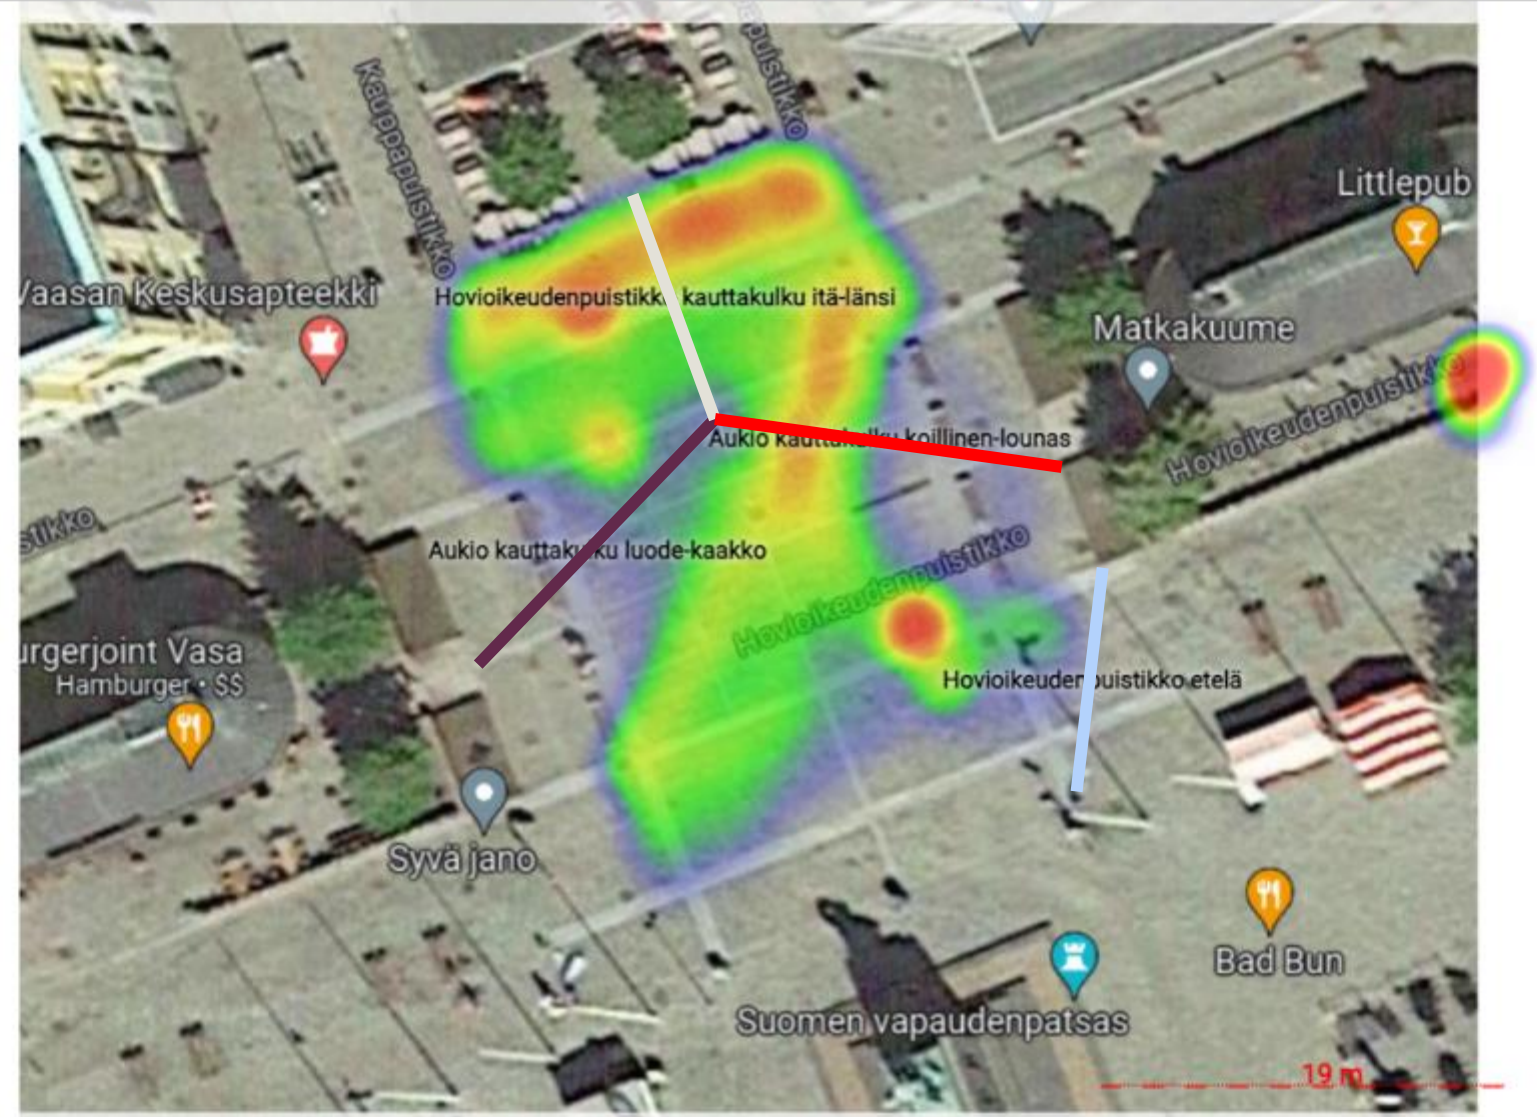 Kauppapuistikko
puistikko
Littlepub
Vaasan Keskusapteekki
Hovioikeudenpuistikko kauttakulku itä-länsi
Matkakuume
Hovioikeudenpuistikko
Aukio kauttakulku koillinen-lounas
stikko
Aukio kauttakulku luode-kaakko
Hovioikeudenpuistikko
urgerjoint Vasa
Hamburger · $$
Hovioikeudenpuistikko etelä
Syvä jano
Bad Bun
Suomen vapaudenpatsas
19 m